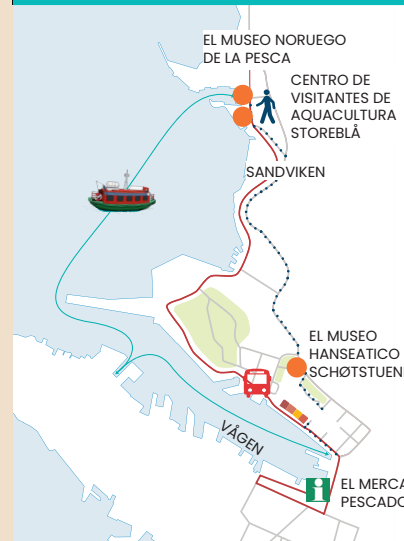 EL MUSEO NORUEGO
DE LA PESCA
CENTRO DE
VISITANTES DE
AQUACULTURA
STOREBLÅ
SANDVIKEN
EL MUSEO
HANSEATICO
SCHØTSTUEN
VÅGEN
i
EL MERCA
PESCADO